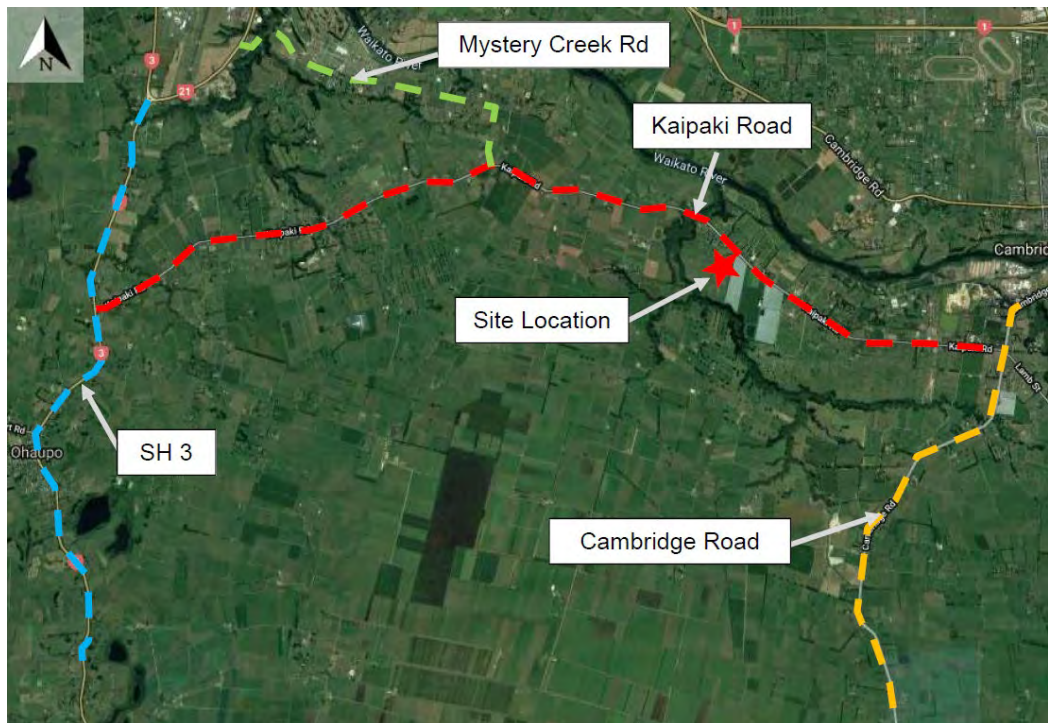 1
1
3
Waikato River
Mystery Creek Rd
21
Kaipaki Road
Waikato River
Cambridge Rd
Kaipaki Rd
Cambridge
Site Location
Kaipaki Rd
Lamb St
3
SH 3
Ohaupo
Cambridge Road
Cambridge Rd
N